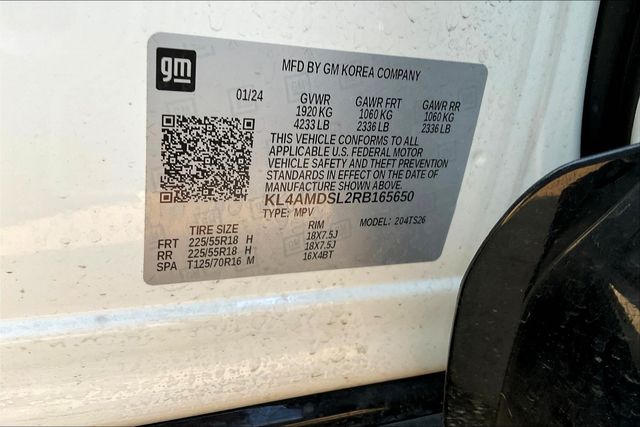 gm
MFD BY GM KOREA COMPANY
01/24 GVWR GAWR FRT GAWR RR
1920 KG 1060 KG 1060 KG
4233 LB 2336 LB 2336 LB
THIS VEHICLE CONFORMS TO ALL
APPLICABLE U.S. FEDERAL MOTOR
VEHICLE SAFETY AND THEFT PREVENTION
STANDARDS IN EFFECT ON THE DATE OF
MANUFACTURE SHOWN ABOVE.
KL4AMDSL2RB165650
TYPE: MPV MODEL: 204TS26
TIRE SIZE RIM
FRT 225/55R18 H 18X7.5J
RR 225/55R18 H 18X7.5J
SPA T125/70R16 M 16X4BT